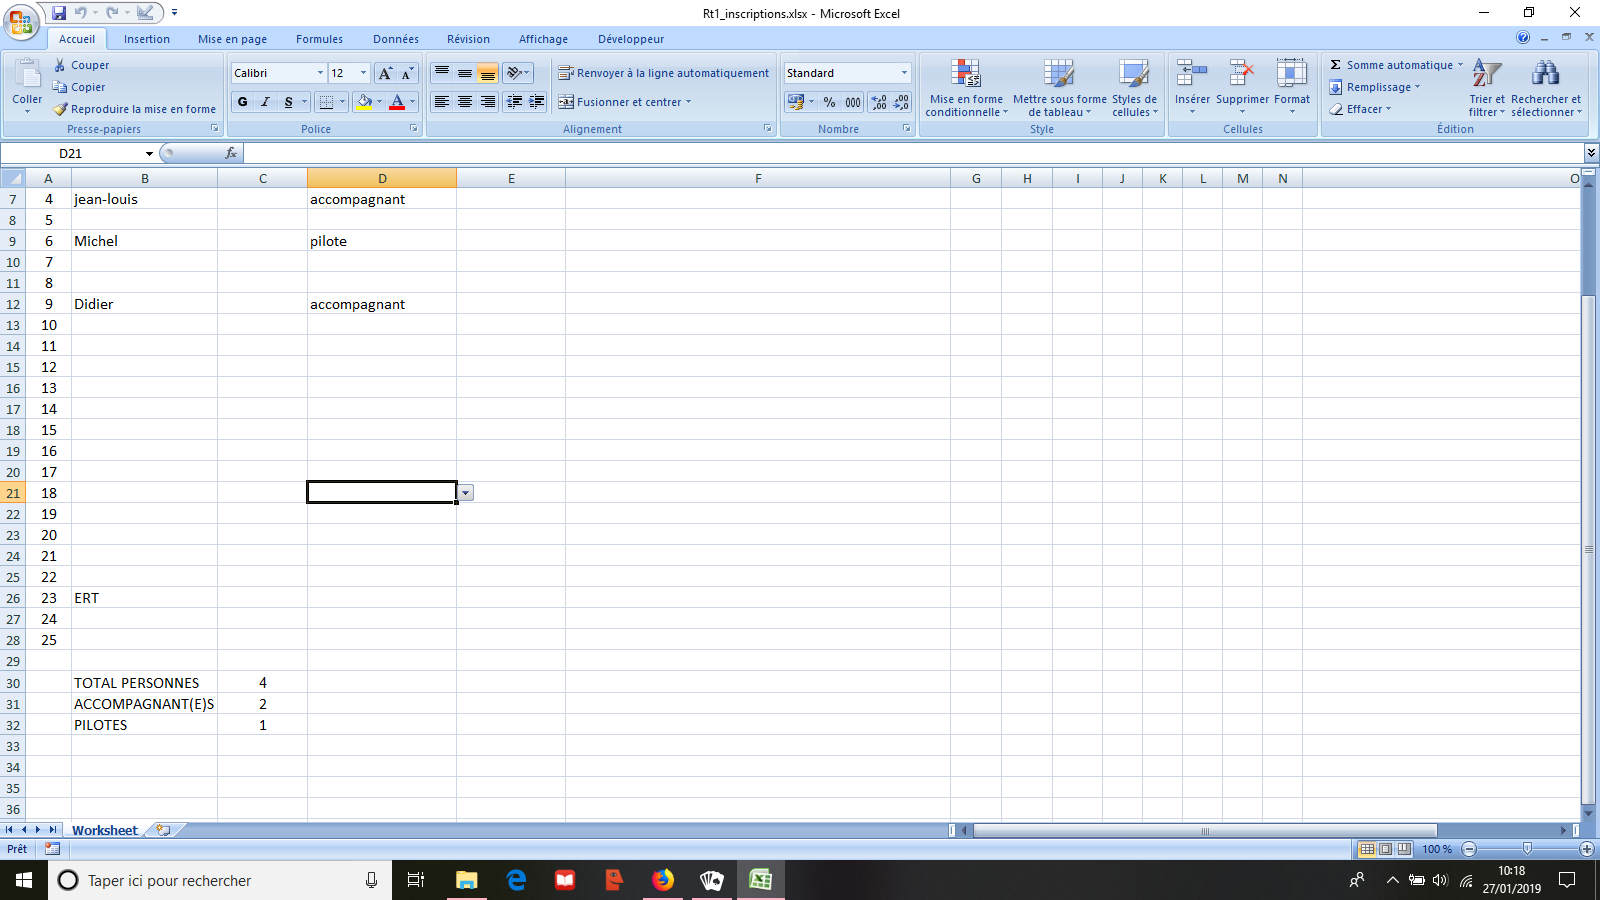 Rt1_inscriptions.xlsx - Microsoft Excel
Accueil Insertion Mise en page Formules Données Révision Affichage Développeur
Coller
Couper
Copier
Reproduire la mise en forme
Presse-papiers
Calibri 12
G I S
Police
Renvoyer à la ligne automatiquement
Fusionner et centrer
Alignement
Standard
% 000
Nombre
Mise en forme conditionnelle
Mettre sous forme de tableau
Styles de cellules
Style
Insérer Supprimer Format
Cellules
Σ Somme automatique
Remplissage
Effacer
Trier et filtrer
Rechercher et sélectionner
Édition
D21 fx
A B C D E F G H I J K L M N O
7 4 jean-louis accompagnant
8 5
9 6 Michel pilote
10 7
11 8
12 9 Didier accompagnant
13 10
14 11
15 12
16 13
17 14
18 15
19 16
20 17
21 18
22 19
23 20
24 21
25 22
26 23 ERT
27 24
28 25
29
30 TOTAL PERSONNES 4
31 ACCOMPAGNANT(E)S 2
32 PILOTES 1
33
34
35
36
Worksheet
Prêt 100 %
Taper ici pour rechercher
10:18
27/01/2019